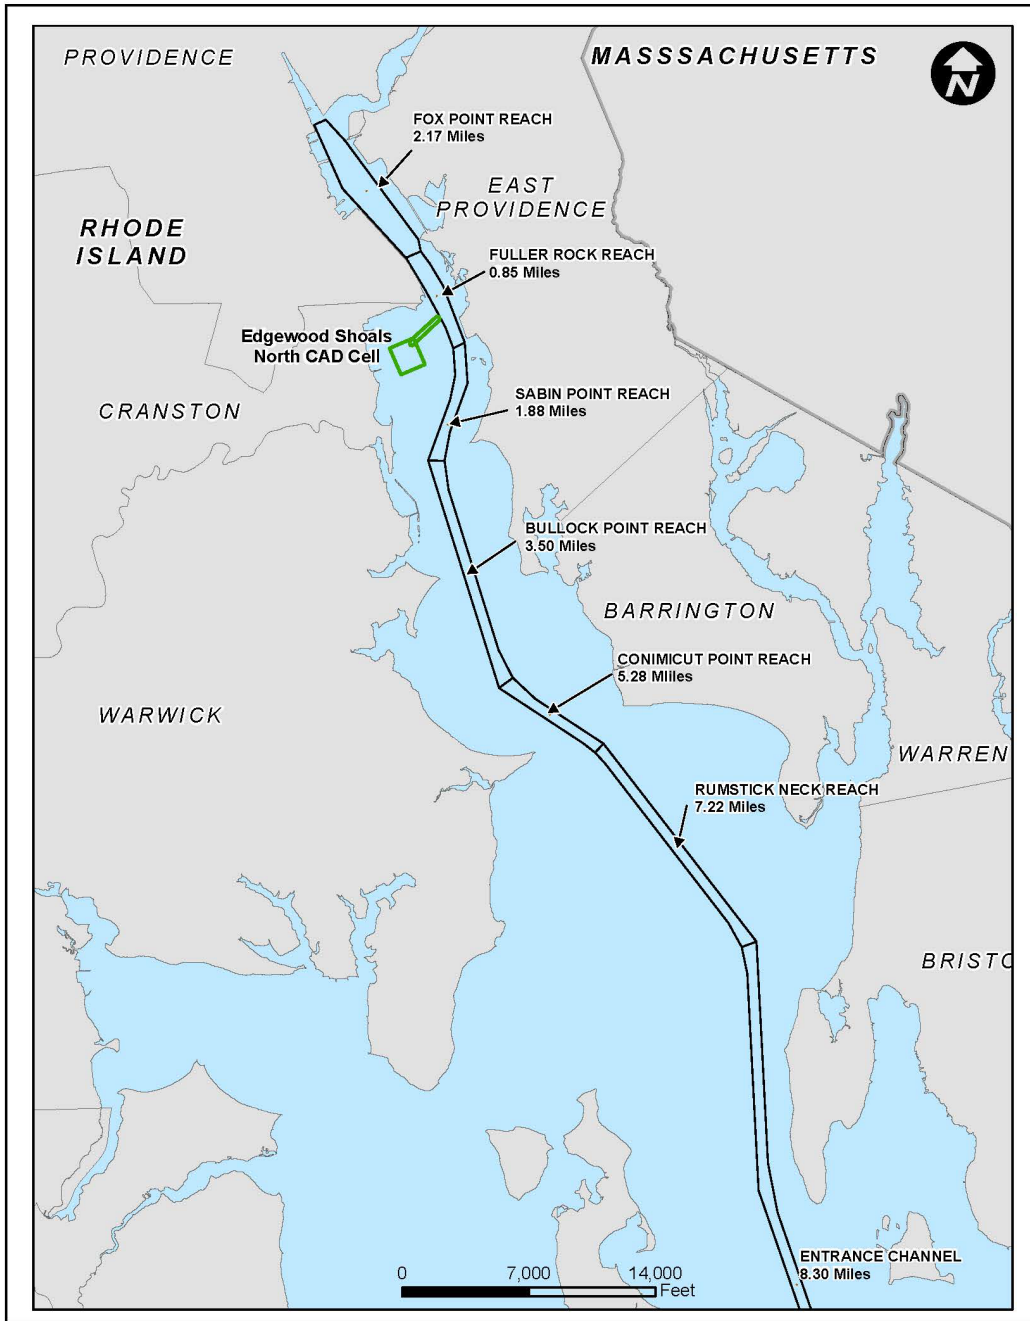 PROVIDENCE
MASSSACHUSETTS
N
FOX POINT REACH
2.17 Miles
EAST
PROVIDENCE
RHODE
ISLAND
FULLER ROCK REACH
0.85 Miles
Edgewood Shoals
North CAD Cell
SABIN POINT REACH
1.88 Miles
CRANSTON
BULLOCK POINT REACH
3.50 Miles
BARRINGTON
CONIMICUT POINT REACH
5.28 Miles
WARWICK
WARREN
RUMSTICK NECK REACH
7.22 Miles
BRISTO
ENTRANCE CHANNEL
8.30 Miles
0 7,000 14,000
Feet